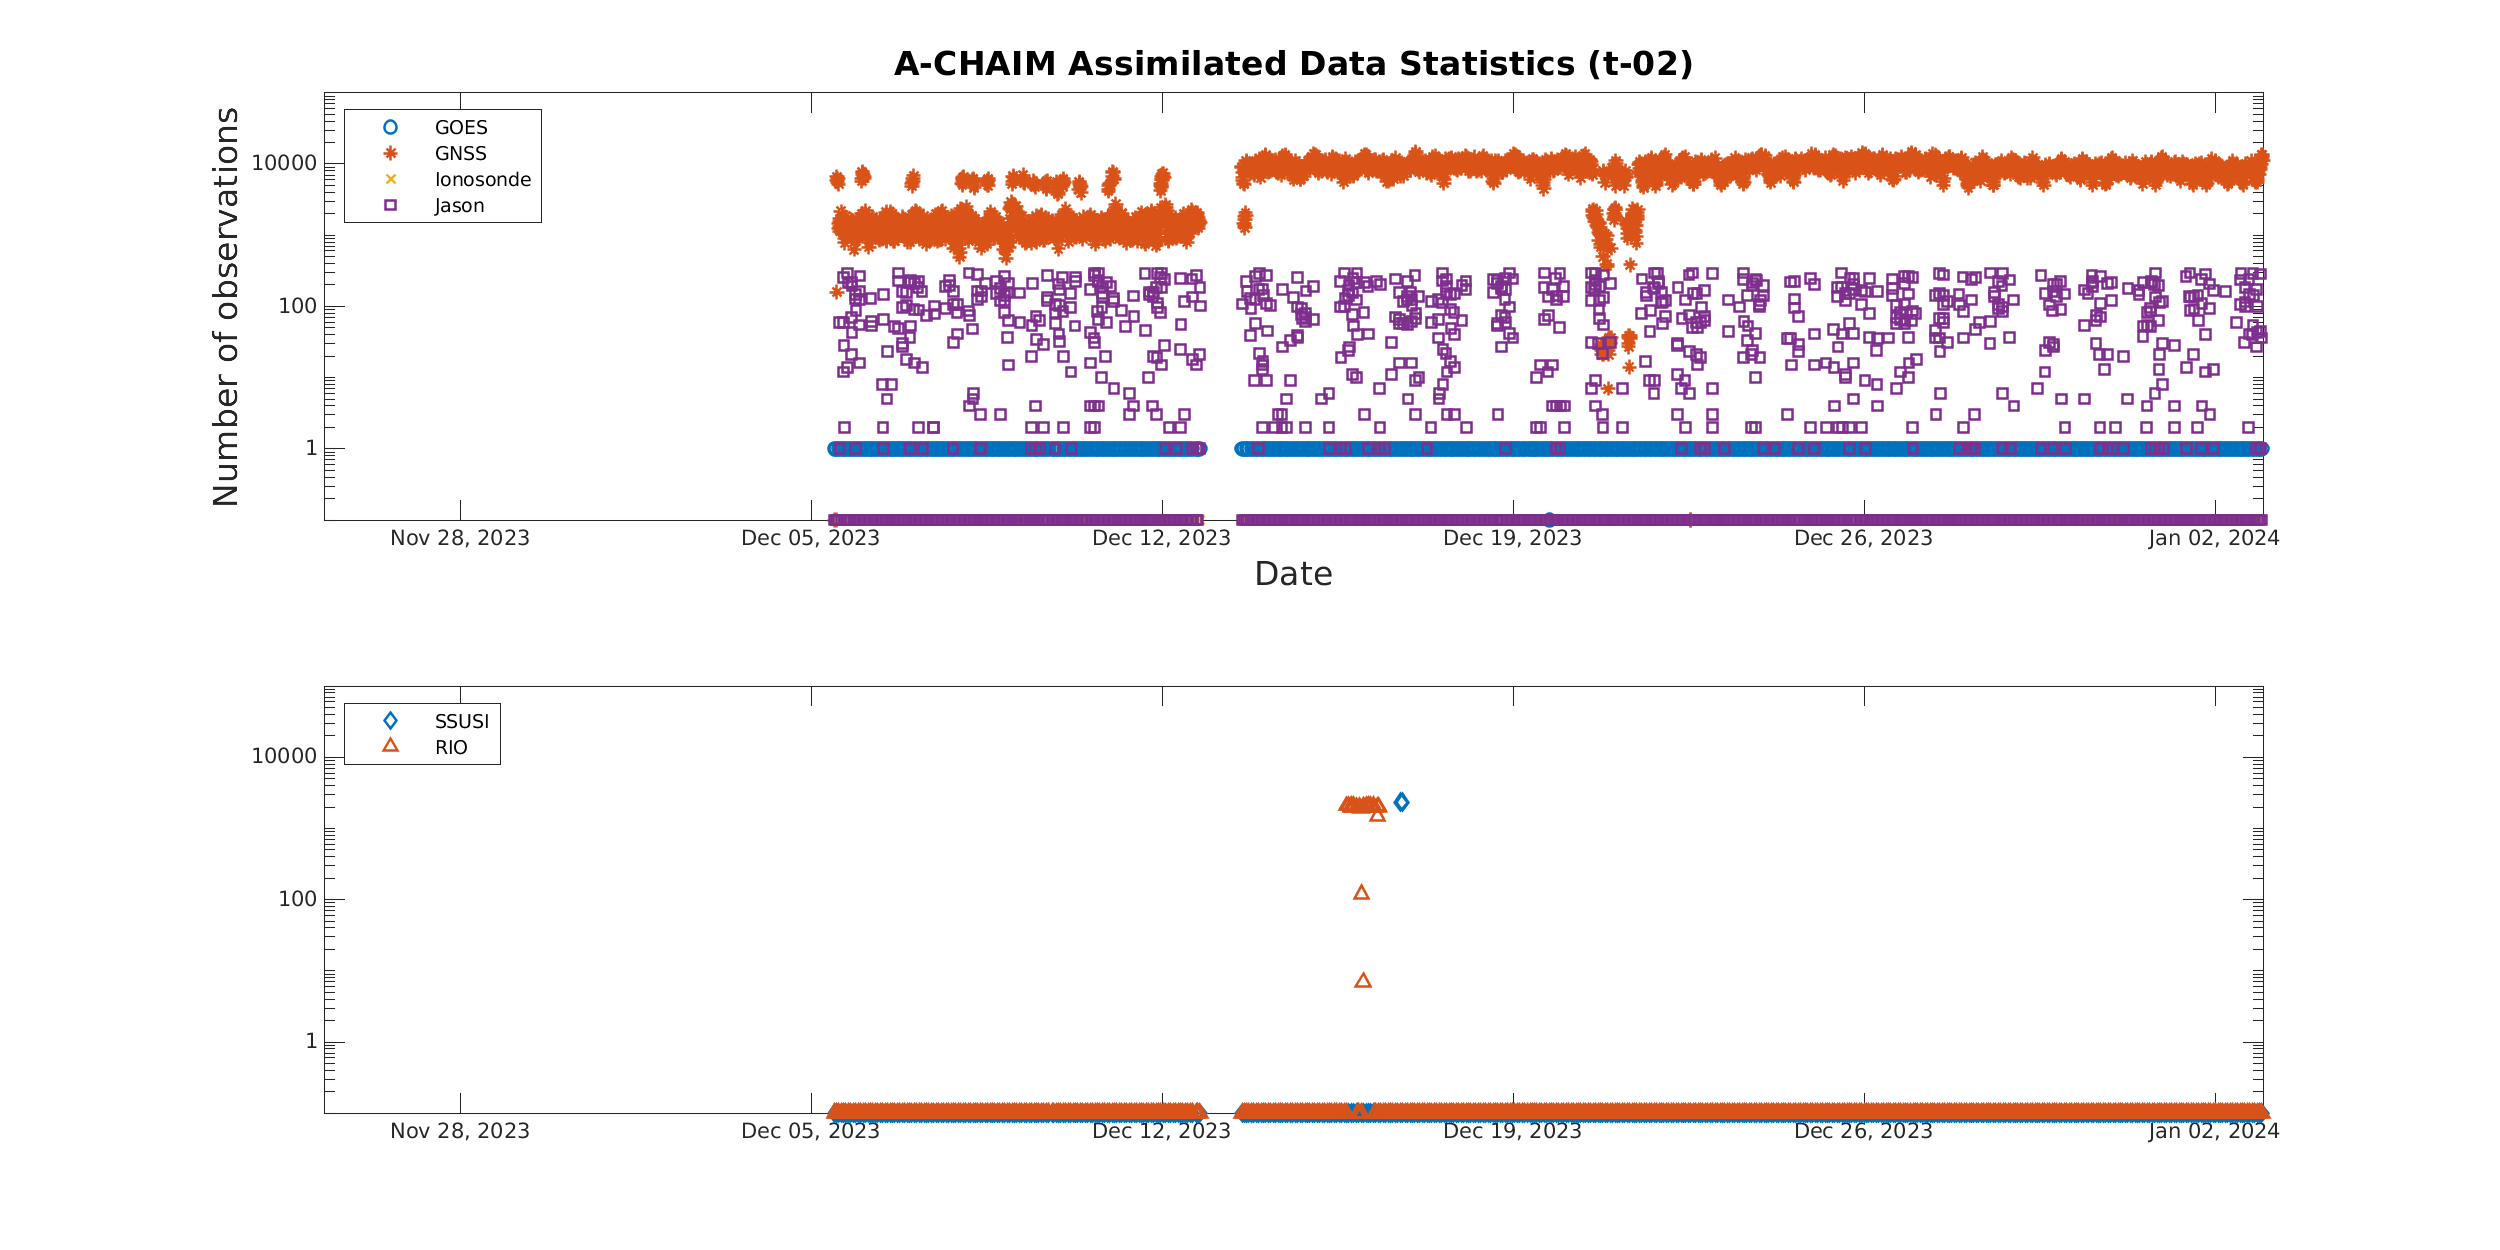 A-CHAIM Assimilated Data Statistics (t-02)
Number of observations
10000
100
1
GOES
GNSS
Ionosonde
Jason
Nov 28, 2023 Dec 05, 2023 Dec 12, 2023 Dec 19, 2023 Dec 26, 2023 Jan 02, 2024
Date
10000
100
1
SSUSI
RIO
Nov 28, 2023 Dec 05, 2023 Dec 12, 2023 Dec 19, 2023 Dec 26, 2023 Jan 02, 2024